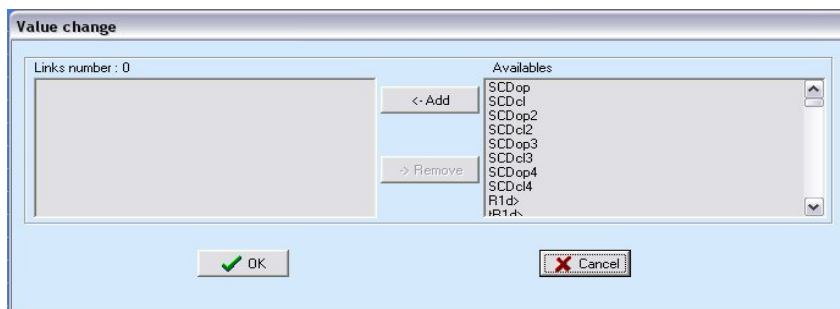 Value change
Links number : 0
Availables
<- Add
-> Remove
SCDop
SCDcl
SCDop2
SCDcl2
SCDop3
SCDcl3
SCDop4
SCDcl4
R1d>
tR1d>
OK
Cancel